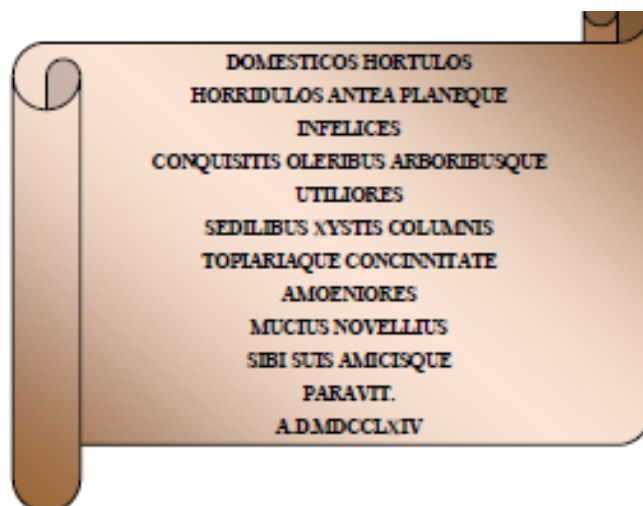 DOMESTICOS HORTULOS
HORRIDULOS ANTEA PLANEQUE
INFELICES
CONQUISITIS OLERIBUS ARBORIBUSQUE
UTILIORES
SEDILIBUS XYSTIS COLUMNIS
TOPIARIAQUE CONCINNITATE
AMOENIORES
MUCIUS NOVELLIUS
SIBI SUIS AMICISQUE
PARAVIT.
A.D.MDCCLXIV